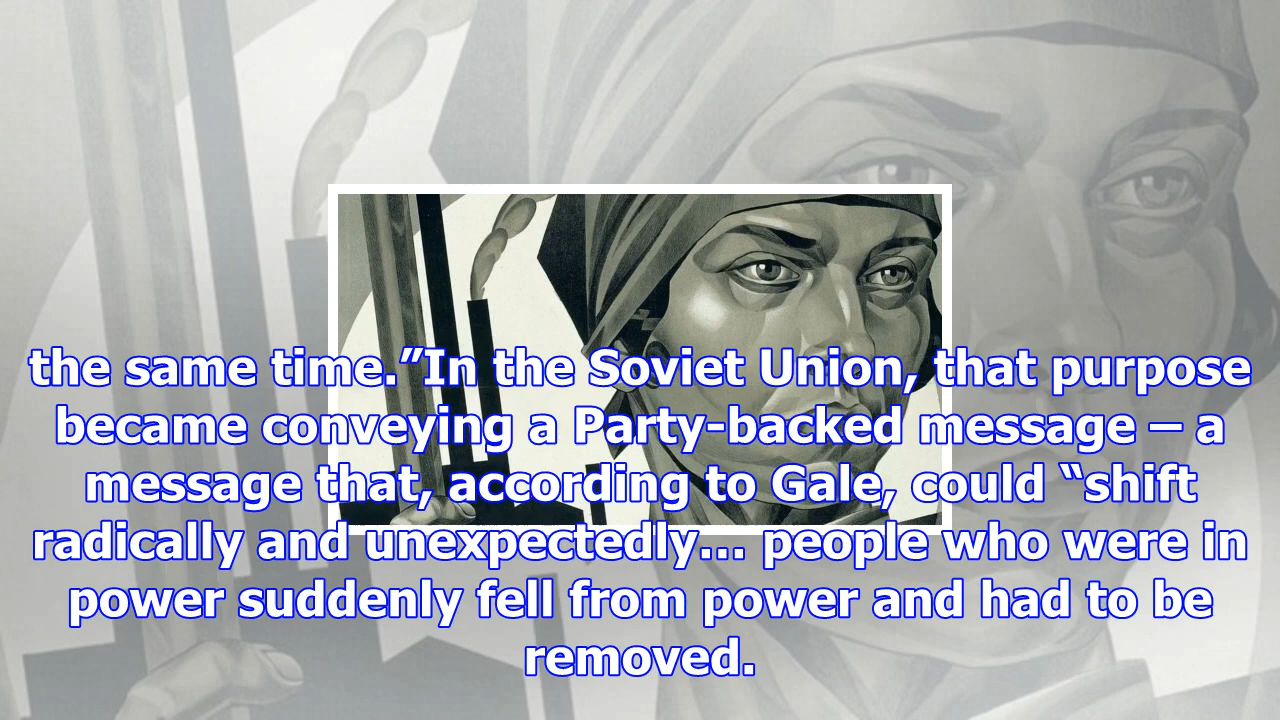 the same time.”In the Soviet Union, that purpose
became conveying a Party-backed message – a
message that, according to Gale, could “shift
radically and unexpectedly… people who were in
power suddenly fell from power and had to be
removed.